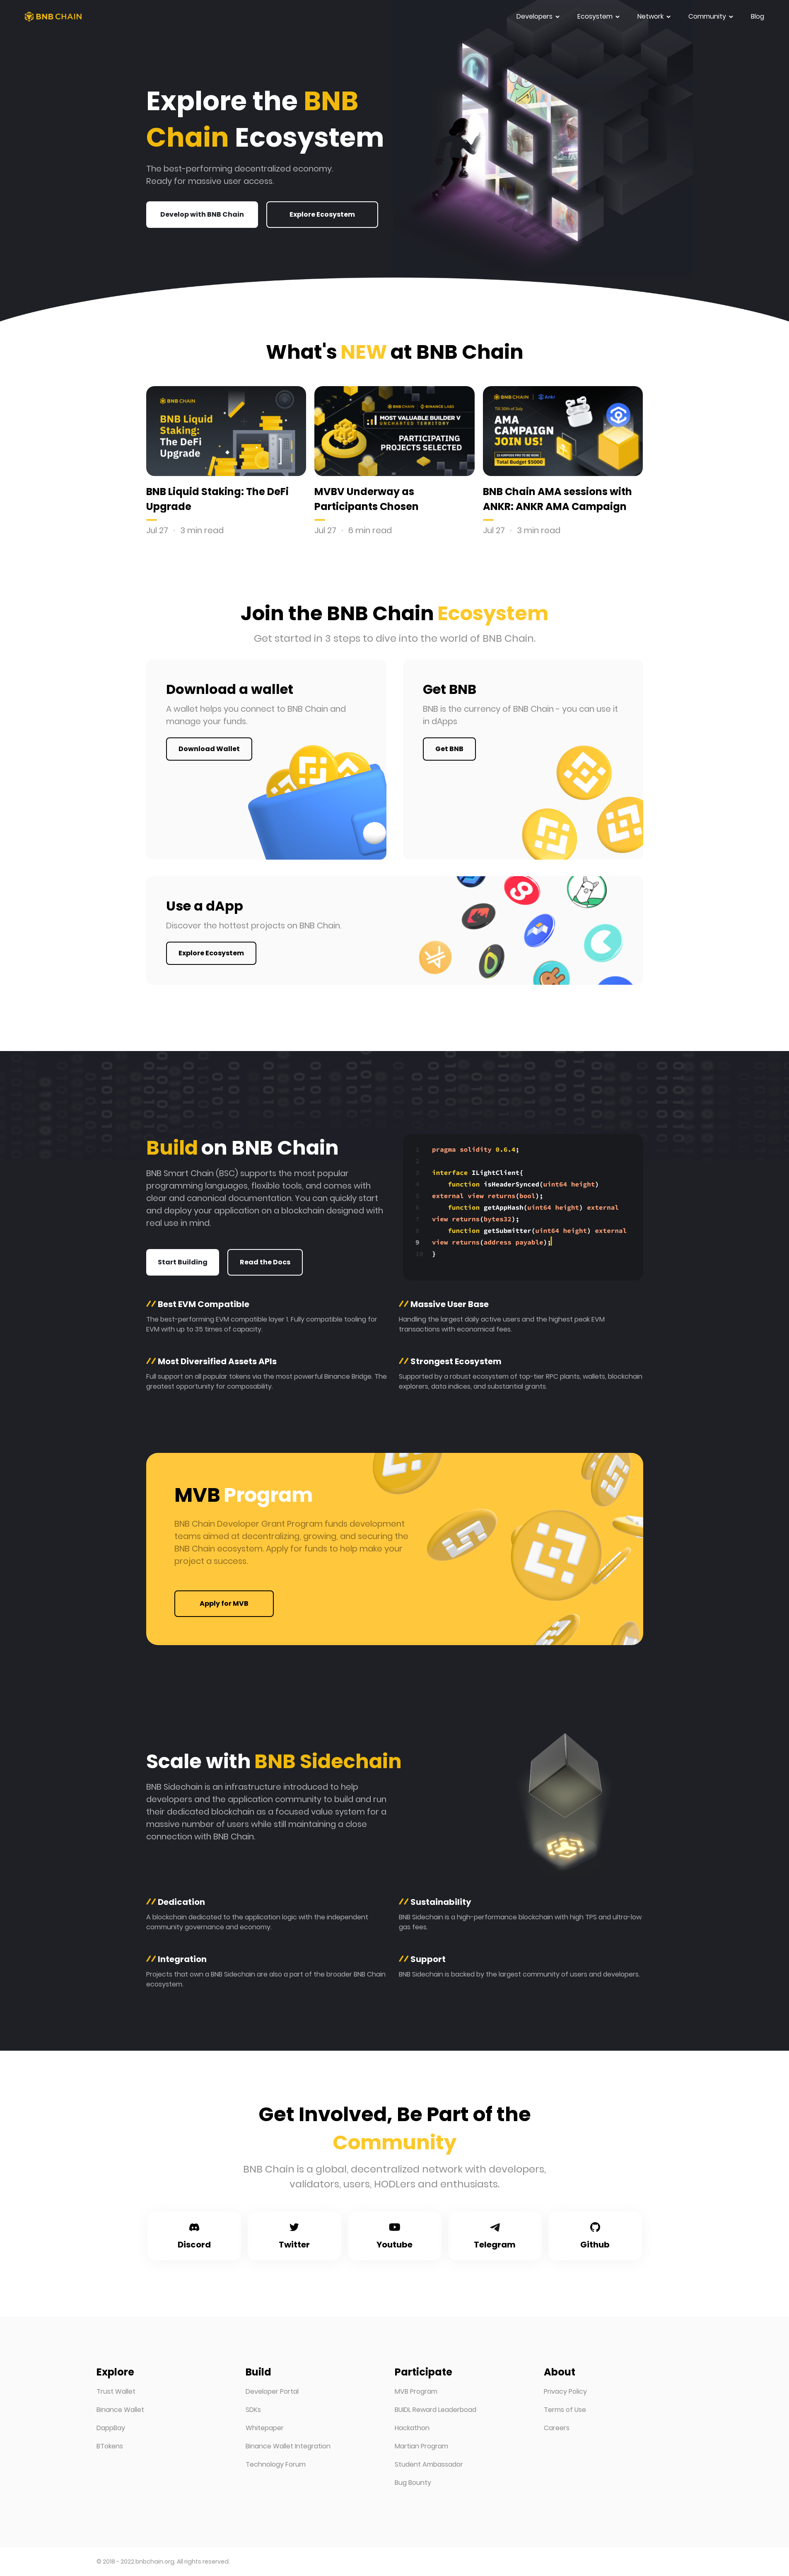 BNB CHAIN
Developers
Ecosystem
Network
Community
Blog
Explore the BNB
Chain Ecosystem
The best-performing decentralized economy.
Ready for massive user access.
Develop with BNB Chain
Explore Ecosystem
What's NEW at BNB Chain
BNB CHAIN
BNB Liquid
Staking:
The DeFi
Upgrade
BNB CHAIN
BINANCE LABS
MOST VALUABLE BUILDER V
UNCHARTED TERRITORY
PARTICIPATING
PROJECTS SELECTED
BNB CHAIN
Ankr
AMA
CAMPAIGN
JOIN US!
Total Budget $5000
BNB Liquid Staking: The DeFi
Upgrade
Jul 27 • 3 min read
MVBV Underway as
Participants Chosen
Jul 27 • 6 min read
BNB Chain AMA sessions with
ANKR: ANKR AMA Campaign
Jul 27 • 3 min read
Join the BNB Chain Ecosystem
Get started in 3 steps to dive into the world of BNB Chain.
Download a wallet
A wallet helps you connect to BNB Chain and
manage your funds.
Download Wallet
Get BNB
BNB is the currency of BNB Chain - you can use it
in dApps
Get BNB
Use a dApp
Discover the hottest projects on BNB Chain.
Explore Ecosystem
Build on BNB Chain
BNB Smart Chain (BSC) supports the most popular
programming languages, flexible tools, and comes with
clear and canonical documentation. You can quickly start
and deploy your application on a blockchain designed with
real use in mind.
Start Building
Read the Docs
1 pragma solidity 0.6.4;
2
3 interface ILightClient{
4 function isHeaderSynced(uint64 height)
5 external view returns(bool);
6 function getAppHash(uint64 height) external
7 view returns(bytes32);
8 function getSubmitter(uint64 height) external
9 view returns(address payable);
10 }
// Best EVM Compatible
The best-performing EVM compatible layer 1. Fully compatible tooling for
EVM with up to 35 times of capacity.
// Massive User Base
Handling the largest daily active users and the highest peak EVM
transactions with economical fees.
// Most Diversified Assets APIs
Full support on all popular tokens via the most powerful Binance Bridge. The
greatest opportunity for composability.
// Strongest Ecosystem
Supported by a robust ecosystem of top-tier RPC plants, wallets, blockchain
explorers, data indices, and substantial grants.
MVB Program
BNB Chain Developer Grant Program funds development
teams aimed at decentralizing, growing, and securing the
BNB Chain ecosystem. Apply for funds to help make your
project a success.
Apply for MVB
Scale with BNB Sidechain
BNB Sidechain is an infrastructure introduced to help
developers and the application community to build and run
their dedicated blockchain as a focused value system for a
massive number of users while still maintaining a close
connection with BNB Chain.
// Dedication
A blockchain dedicated to the application logic with the independent
community governance and economy.
// Sustainability
BNB Sidechain is a high-performance blockchain with high TPS and ultra-low
gas fees.
// Integration
Projects that own a BNB Sidechain are also a part of the broader BNB Chain
ecosystem.
// Support
BNB Sidechain is backed by the largest community of users and developers.
Get Involved, Be Part of the
Community
BNB Chain is a global, decentralized network with developers,
validators, users, HODLers and enthusiasts.
Discord
Twitter
Youtube
Telegram
Github
Explore
Trust Wallet
Binance Wallet
DappBay
BTokens
Build
Developer Portal
SDKs
Whitepaper
Binance Wallet Integration
Technology Forum
Participate
MVB Program
BUIDL Reward Leaderboad
Hackathon
Martian Program
Student Ambassador
Bug Bounty
About
Privacy Policy
Terms of Use
Careers
© 2018 - 2022 bnbchain.org. All rights reserved.